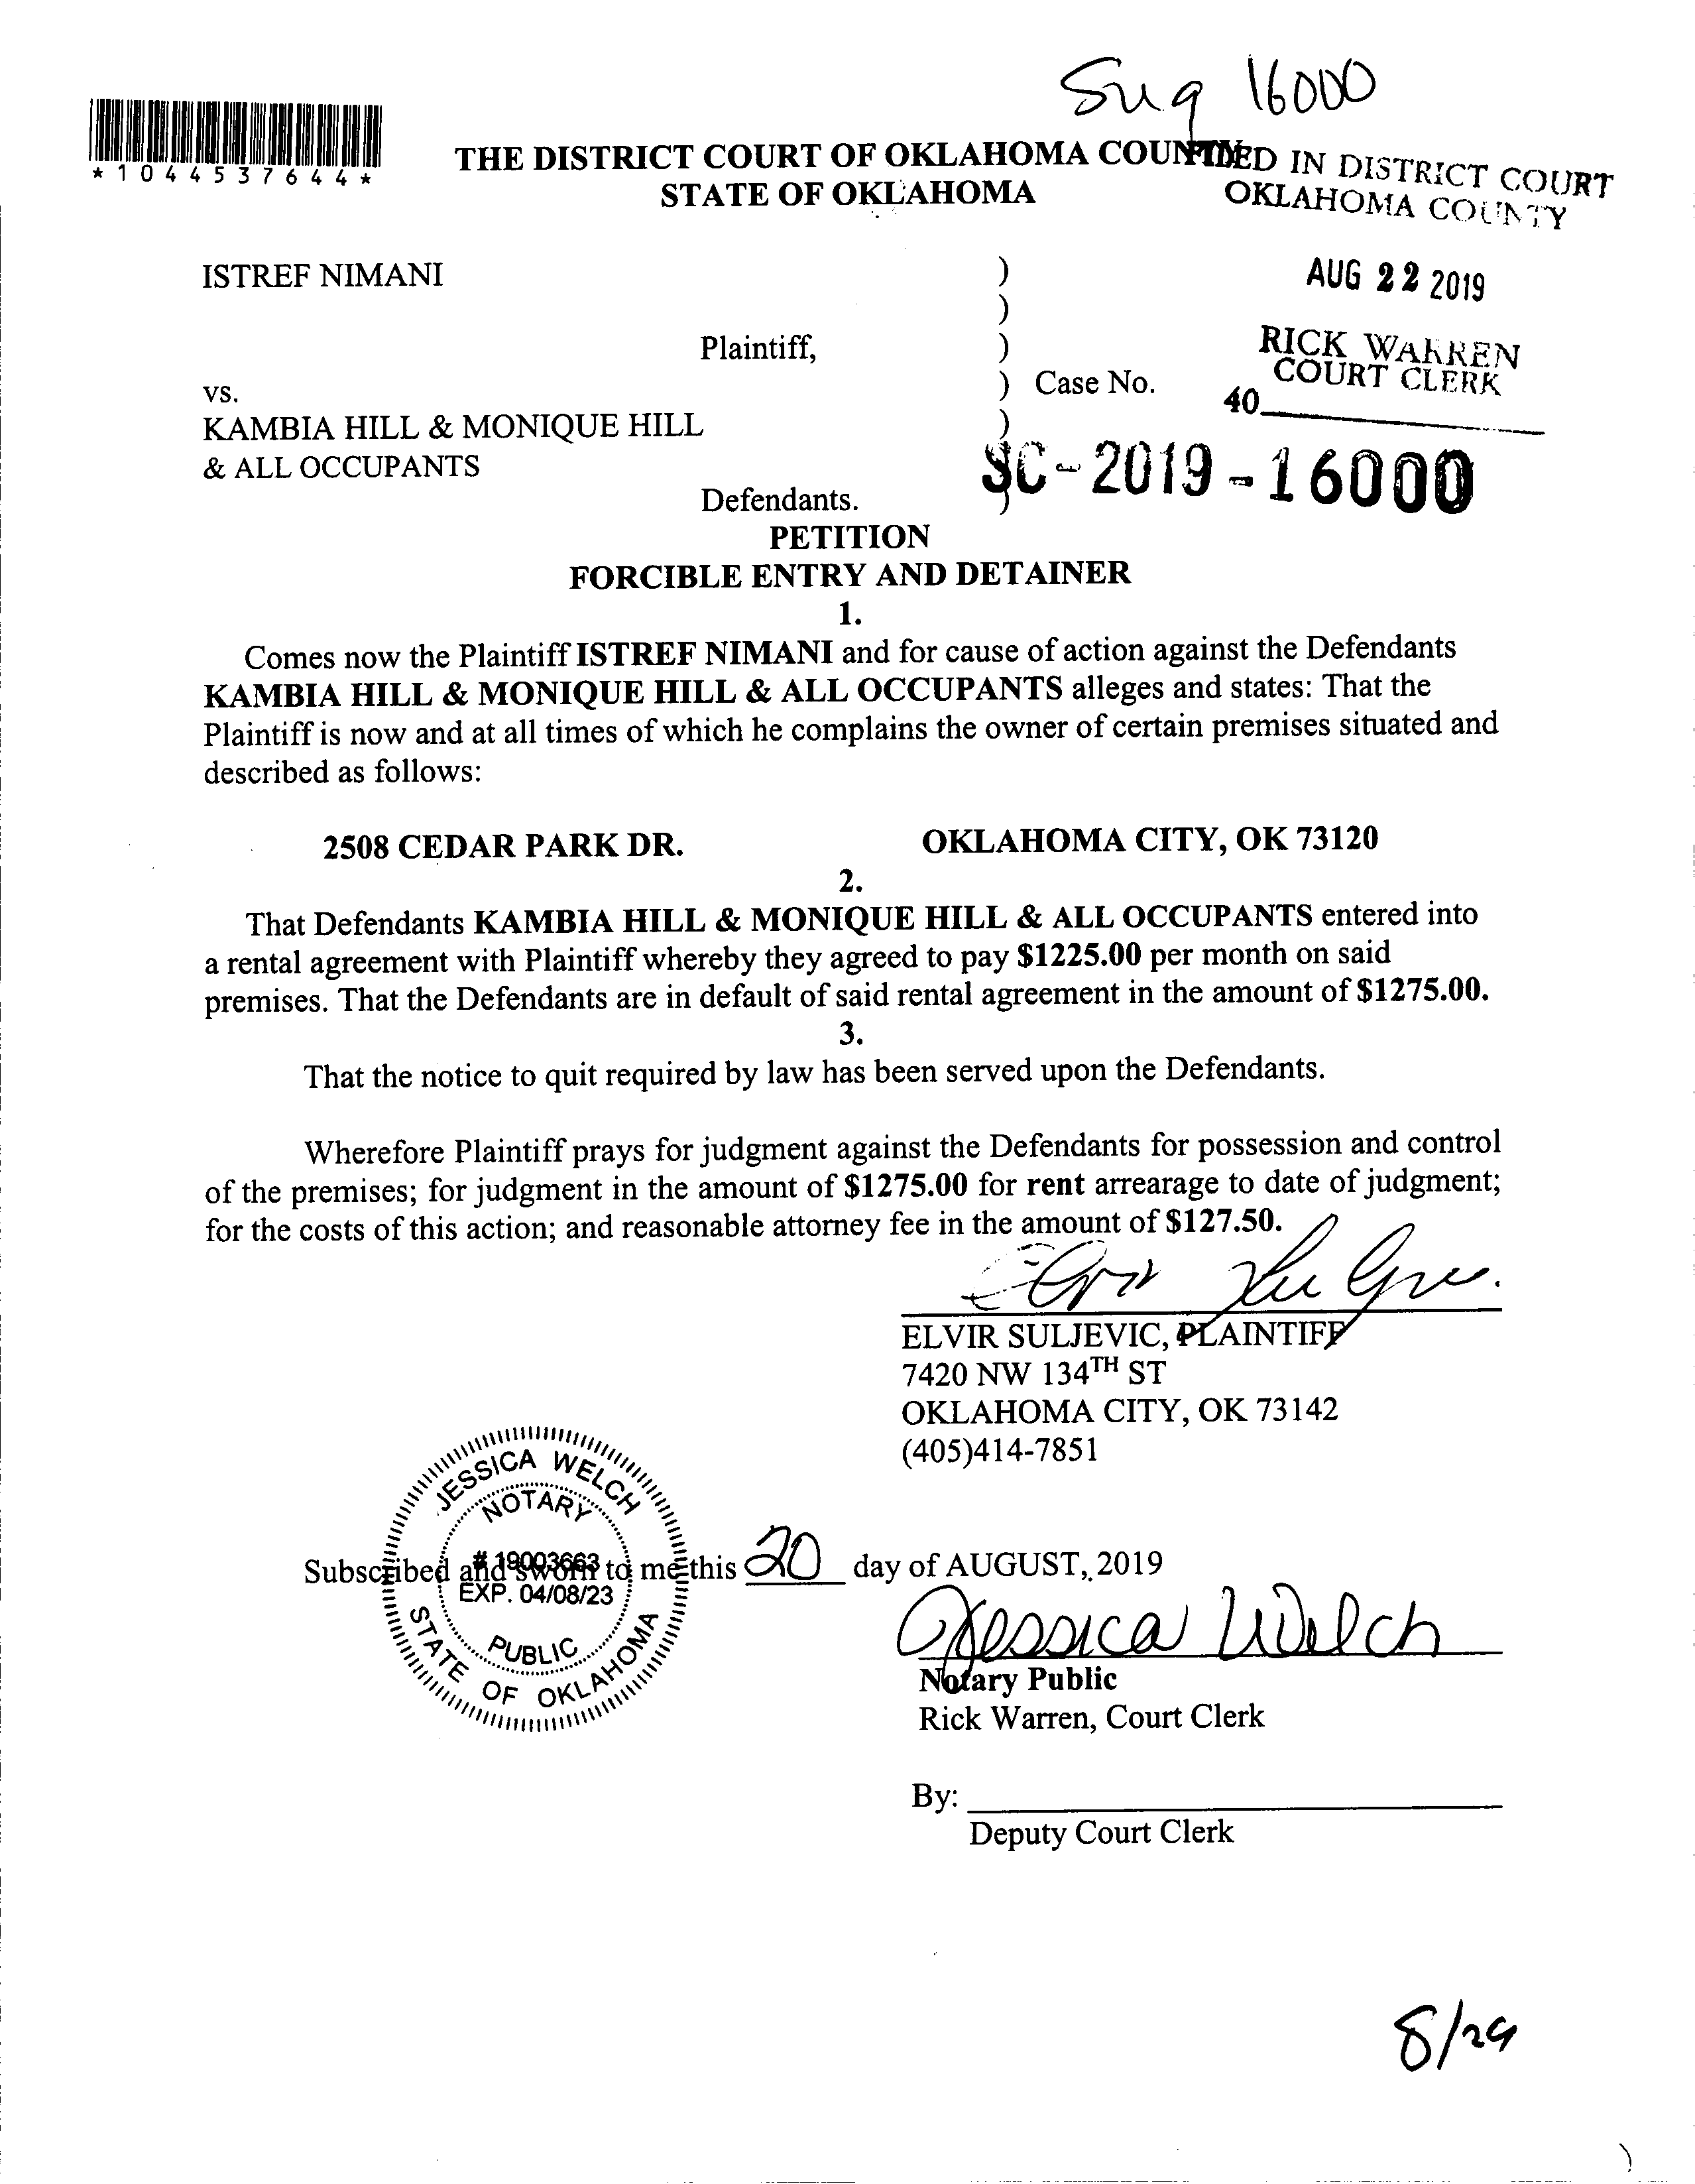 Sug 16000
*1044537644*
THE DISTRICT COURT OF OKLAHOMA COUNTY
STATE OF OKLAHOMA
FILED IN DISTRICT COURT
OKLAHOMA COUNTY
ISTREF NIMANI )
)
AUG 22 2019
Plaintiff, )
RICK WARREN
COURT CLERK
vs. ) Case No.
40
KAMBIA HILL & MONIQUE HILL )
& ALL OCCUPANTS )
SC-2019-16000
Defendants. )
PETITION
FORCIBLE ENTRY AND DETAINER
1.
Comes now the Plaintiff ISTREF NIMANI and for cause of action against the Defendants
KAMBIA HILL & MONIQUE HILL & ALL OCCUPANTS alleges and states: That the
Plaintiff is now and at all times of which he complains the owner of certain premises situated and
described as follows:
2508 CEDAR PARK DR. OKLAHOMA CITY, OK 73120
2.
That Defendants KAMBIA HILL & MONIQUE HILL & ALL OCCUPANTS entered into
a rental agreement with Plaintiff whereby they agreed to pay $1225.00 per month on said
premises. That the Defendants are in default of said rental agreement in the amount of $1275.00.
3.
That the notice to quit required by law has been served upon the Defendants.
Wherefore Plaintiff prays for judgment against the Defendants for possession and control
of the premises; for judgment in the amount of $1275.00 for rent arrearage to date of judgment;
for the costs of this action; and reasonable attorney fee in the amount of $127.50.
ELVIR SULJEVIC, PLAINTIFF
7420 NW 134TH ST
OKLAHOMA CITY, OK 73142
(405)414-7851
JESSICA WELCH
NOTARY
# 19003663
EXP. 04/08/23
PUBLIC
STATE OF OKLAHOMA
Subscribed and sworn to me this 20 day of AUGUST, 2019
Jessica Welch
Notary Public
Rick Warren, Court Clerk
By:
Deputy Court Clerk
8/29